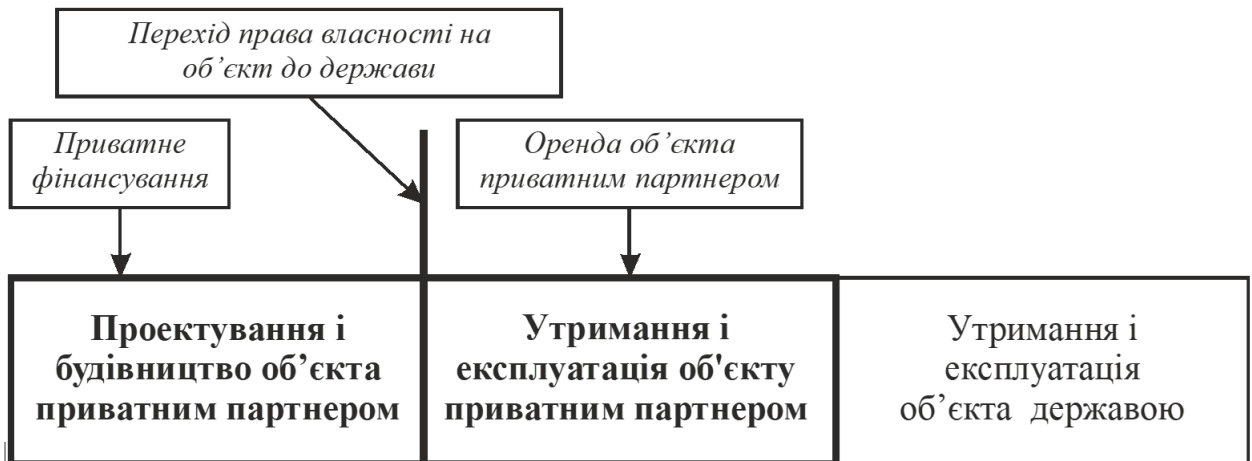 Перехід права власності на
об’єкт до держави
Приватне
фінансування
Оренда об’єкта
приватним партнером
Проектування і
будівництво об’єкта
приватним партнером
Утримання і
експлуатація об'єкту
приватним партнером
Утримання і
експлуатація
об’єкта державою